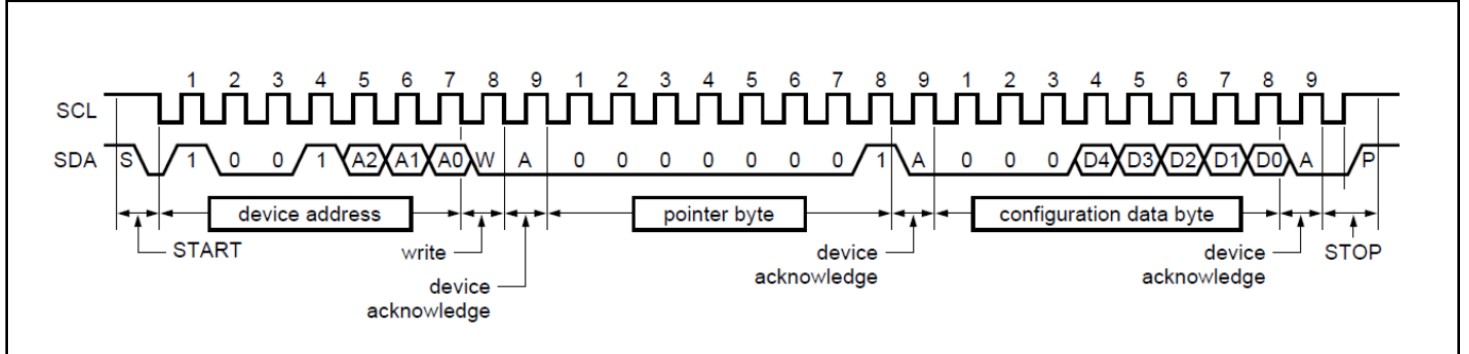 1 2 3 4 5 6 7 8 9 1 2 3 4 5 6 7 8 9 1 2 3 4 5 6 7 8 9
SCL
SDA S 1 0 0 1 A2 A1 A0 W A 0 0 0 0 0 0 0 1 A 0 0 0 D4 D3 D2 D1 D0 A P
device address pointer byte configuration data byte
START write device device STOP
acknowledge acknowledge
device
acknowledge